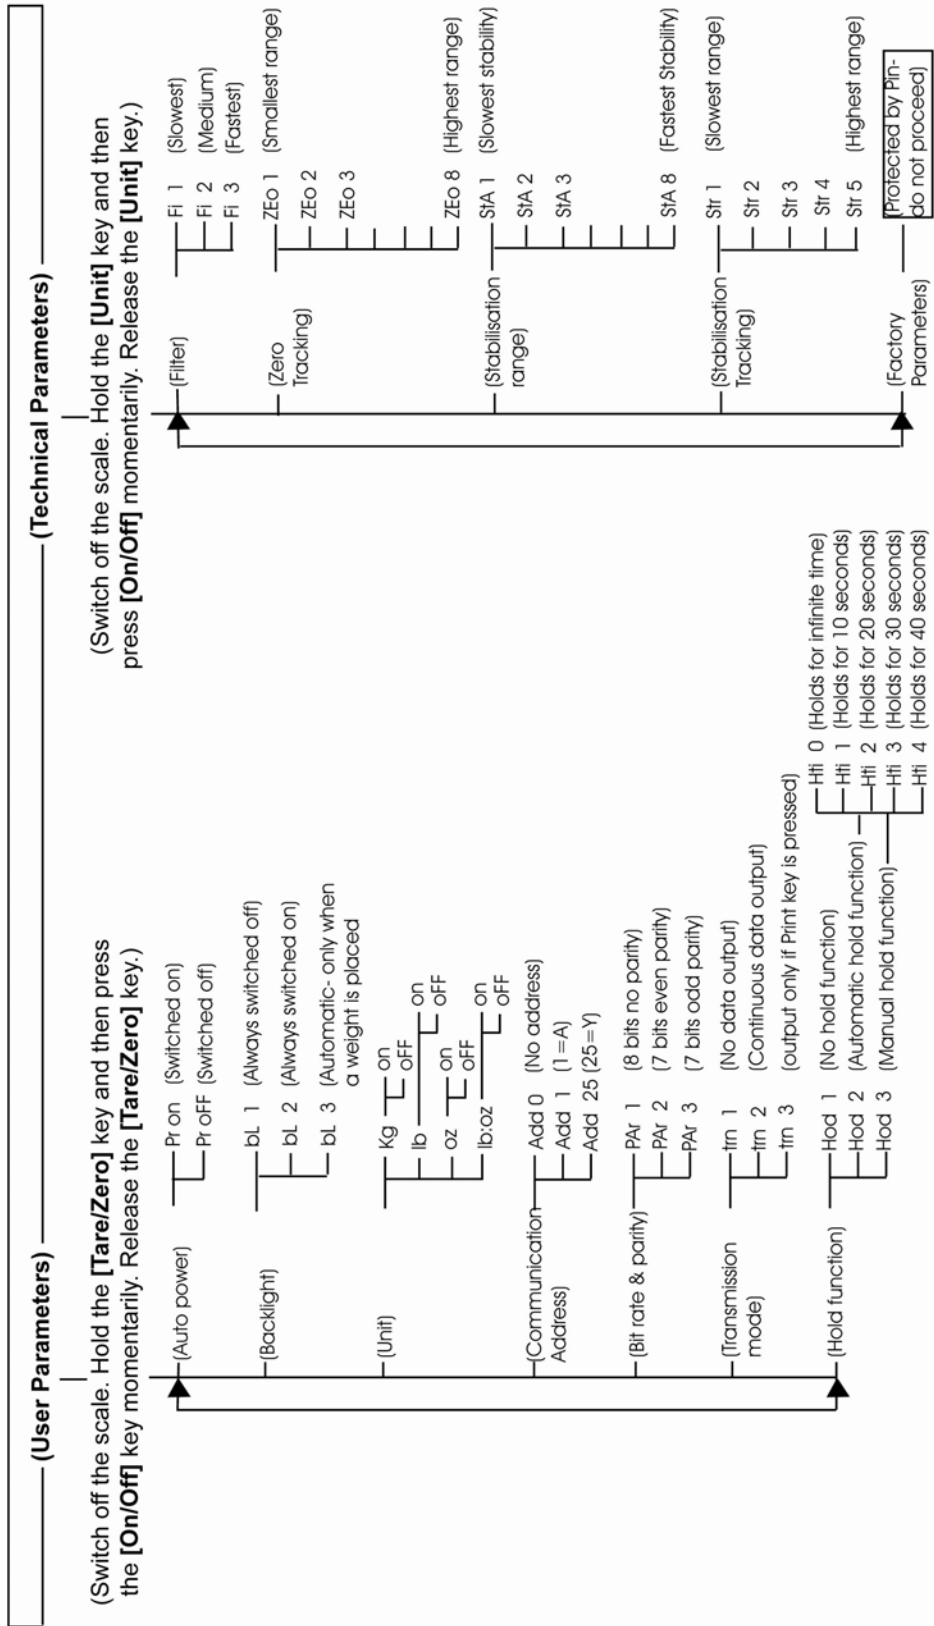 (User Parameters)
(Switch off the scale. Hold the [Tare/Zero] key and then press
the [On/Off] key momentarily. Release the [Tare/Zero] key.)
(Auto power)
Pr on (Switched on)
Pr oFF (Switched off)
(Backlight)
bL 1 (Always switched off)
bL 2 (Always switched on)
bL 3 (Automatic- only when
a weight is placed
(Unit)
Kg on
oFF
lb on
oFF
oz on
oFF
lb:oz on
oFF
(Communication
Address)
Add 0 (No address)
Add 1 (1=A)
Add 25 (25=Y)
(Bit rate & parity)
PAr 1 (8 bits no parity)
PAr 2 (7 bits even parity)
PAr 3 (7 bits odd parity)
(Transmission
mode)
trn 1 (No data output)
trn 2 (Continuous data output)
trn 3 (output only if Print key is pressed)
(Hold function)
Hod 1 (No hold function)
Hod 2 (Automatic hold function)
Hod 3 (Manual hold function)
Hti 0 (Holds for infinite time)
Hti 1 (Holds for 10 seconds)
Hti 2 (Holds for 20 seconds)
Hti 3 (Holds for 30 seconds)
Hti 4 (Holds for 40 seconds)
(Technical Parameters)
(Switch off the scale. Hold the [Unit] key and then
press [On/Off] momentarily. Release the [Unit] key.)
(Filter)
Fi 1 (Slowest)
Fi 2 (Medium)
Fi 3 (Fastest)
(Zero
Tracking)
ZEo 1 (Smallest range)
ZEo 2
ZEo 3
ZEo 8 (Highest range)
(Stabilisation
range)
StA 1 (Slowest stability)
StA 2
StA 3
StA 8 (Fastest Stability)
(Stabilisation
Tracking)
Str 1 (Slowest range)
Str 2
Str 3
Str 4
Str 5 (Highest range)
(Factory
Parameters)
(Protected by Pin-
do not proceed)